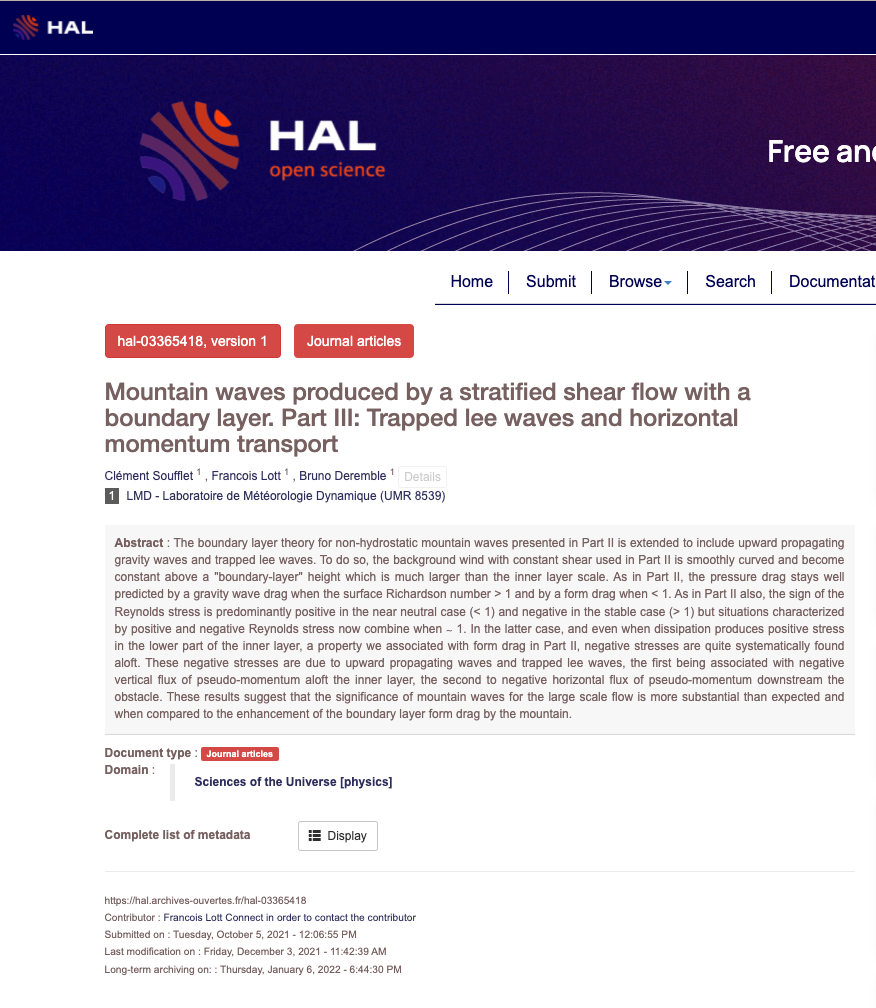 HAL
HAL
open science
Free and
Home
Submit
Browse
Search
Documentat
hal-03365418, version 1
Journal articles
Mountain waves produced by a stratified shear flow with a
boundary layer. Part III: Trapped lee waves and horizontal
momentum transport
Clément Soufflet 1 , Francois Lott 1 , Bruno Deremble 1 Details
1 LMD - Laboratoire de Météorologie Dynamique (UMR 8539)
Abstract : The boundary layer theory for non-hydrostatic mountain waves presented in Part II is extended to include upward propagating
gravity waves and trapped lee waves. To do so, the background wind with constant shear used in Part II is smoothly curved and become
constant above a "boundary-layer" height which is much larger than the inner layer scale. As in Part II, the pressure drag stays well
predicted by a gravity wave drag when the surface Richardson number > 1 and by a form drag when < 1. As in Part II also, the sign of the
Reynolds stress is predominantly positive in the near neutral case (< 1) and negative in the stable case (> 1) but situations characterized
by positive and negative Reynolds stress now combine when ~ 1. In the latter case, and even when dissipation produces positive stress
in the lower part of the inner layer, a property we associated with form drag in Part II, negative stresses are quite systematically found
aloft. These negative stresses are due to upward propagating waves and trapped lee waves, the first being associated with negative
vertical flux of pseudo-momentum aloft the inner layer, the second to negative horizontal flux of pseudo-momentum downstream the
obstacle. These results suggest that the significance of mountain waves for the large scale flow is more substantial than expected and
when compared to the enhancement of the boundary layer form drag by the mountain.
Document type : Journal articles
Domain :
Sciences of the Universe [physics]
Complete list of metadata
Display
https://hal.archives-ouvertes.fr/hal-03365418
Contributor : Francois Lott Connect in order to contact the contributor
Submitted on : Tuesday, October 5, 2021 - 12:06:55 PM
Last modification on : Friday, December 3, 2021 - 11:42:39 AM
Long-term archiving on: : Thursday, January 6, 2022 - 6:44:30 PM